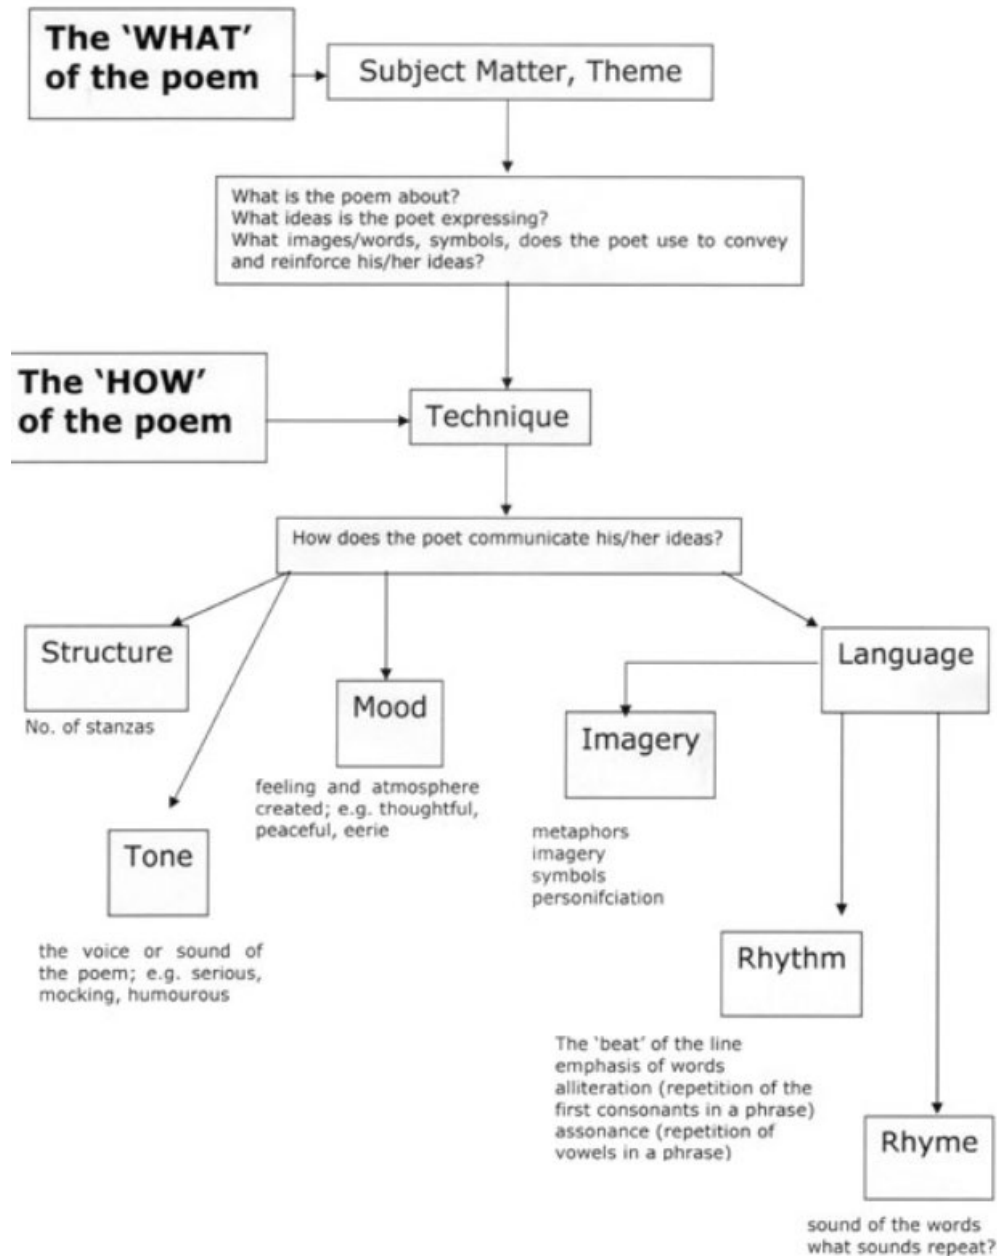 The ‘WHAT’
of the poem
Subject Matter, Theme
What is the poem about?
What ideas is the poet expressing?
What images/words, symbols, does the poet use to convey
and reinforce his/her ideas?
The ‘HOW’
of the poem
Technique
How does the poet communicate his/her ideas?
Structure
No. of stanzas
Tone
the voice or sound of
the poem; e.g. serious,
mocking, humourous
Mood
feeling and atmosphere
created; e.g. thoughtful,
peaceful, eerie
Language
Imagery
metaphors
imagery
symbols
personifciation
Rhythm
The ‘beat’ of the line
emphasis of words
alliteration (repetition of the
first consonants in a phrase)
assonance (repetition of
vowels in a phrase)
Rhyme
sound of the words
what sounds repeat?